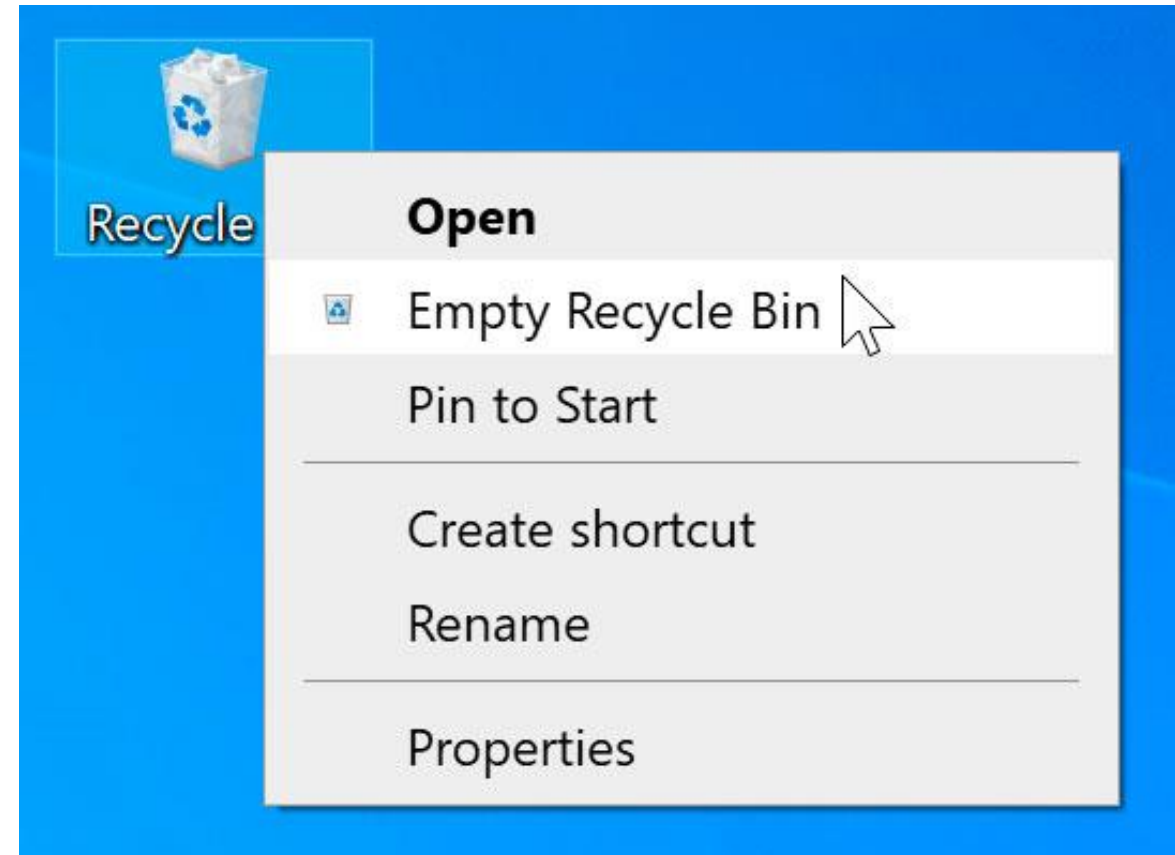 Recycle
Open
Empty Recycle Bin
Pin to Start
Create shortcut
Rename
Properties